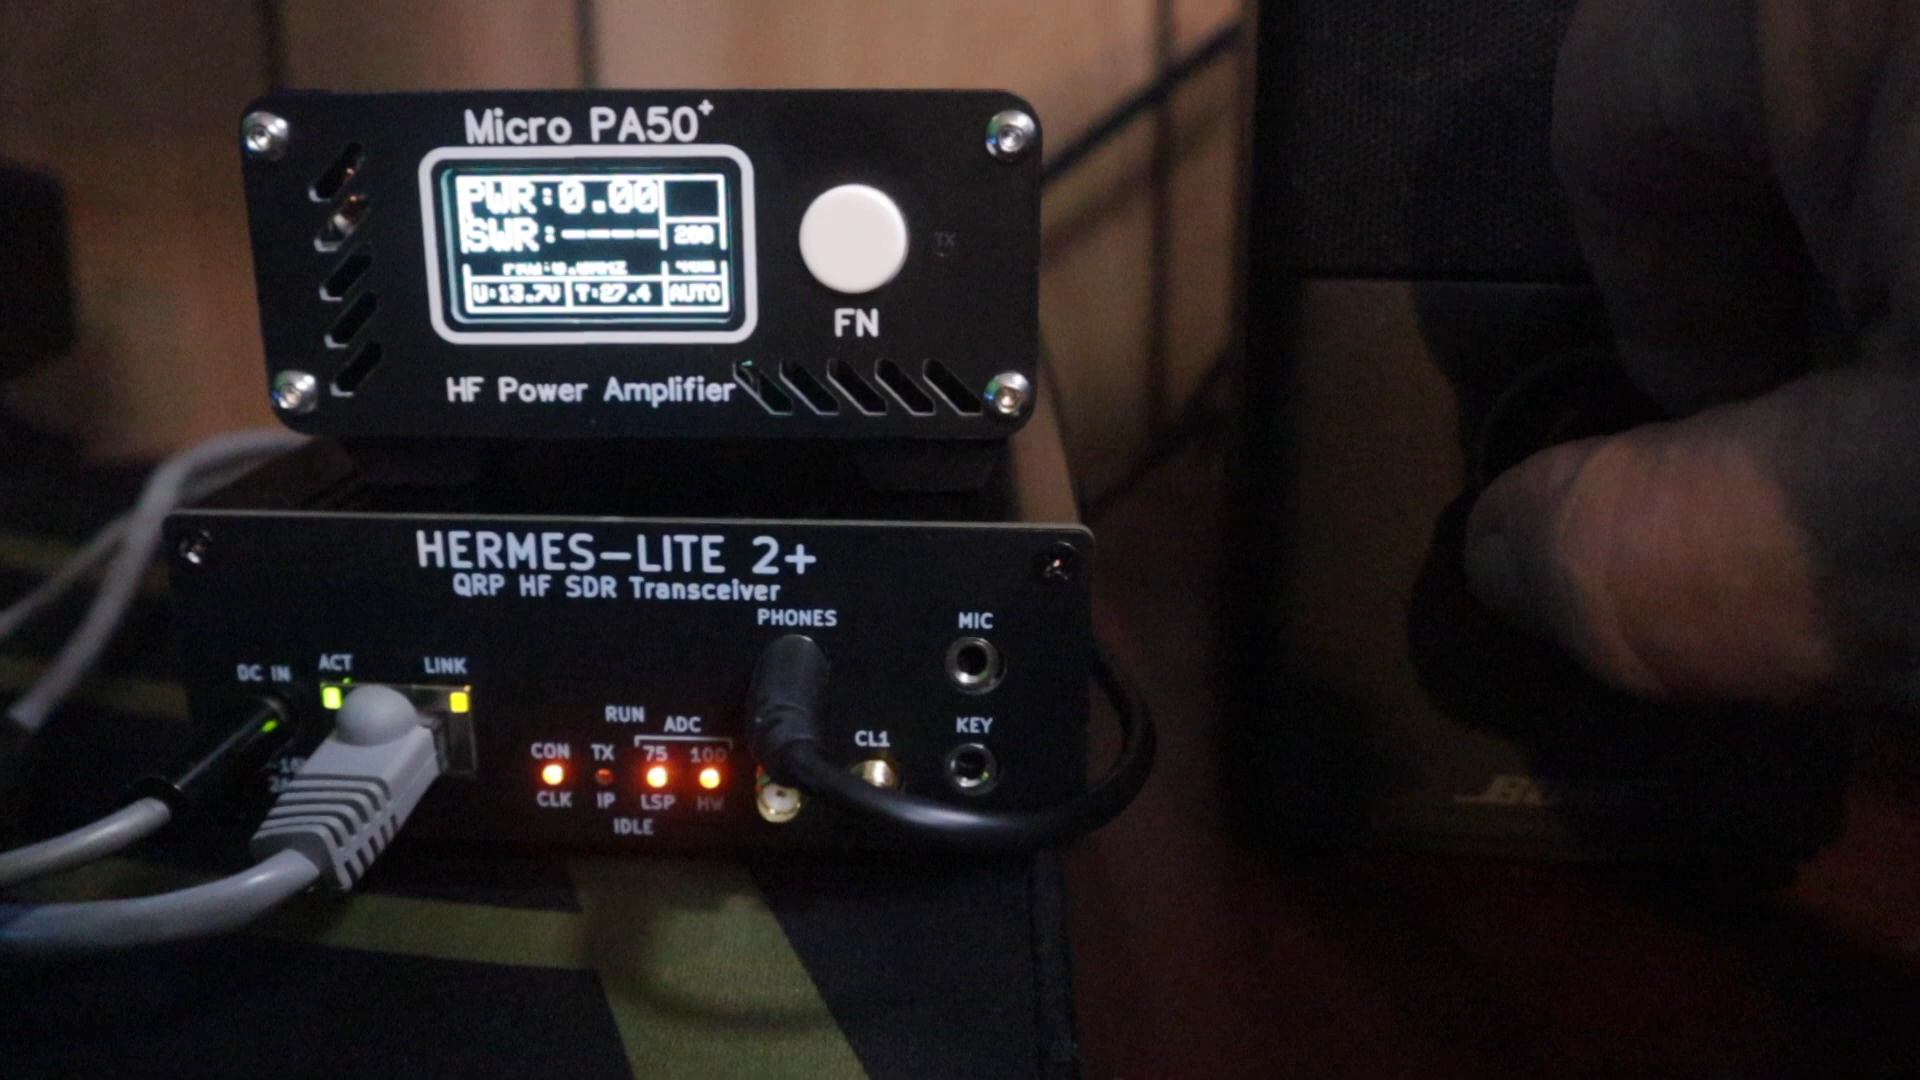 Micro PA50+
PWR:0.00
SWR:----
200
U:13.7V
T:27.4
AUTO
TX
FN
HF Power Amplifier
HERMES-LITE 2+
QRP HF SDR Transceiver
PHONES
MIC
DC IN
ACT
LINK
RUN
ADC
CON
TX
75
100
CL1
KEY
CLK
IP
LSP
HW
IDLE